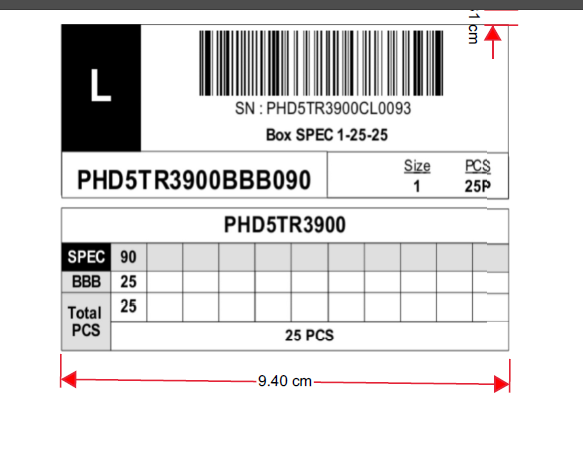 1 cm
L
SN : PHD5TR3900CL0093
Box SPEC 1-25-25
PHD5TR3900BBB090
Size
PCS
1
25P
PHD5TR3900
SPEC 90
BBB 25
Total PCS 25
25 PCS
9.40 cm